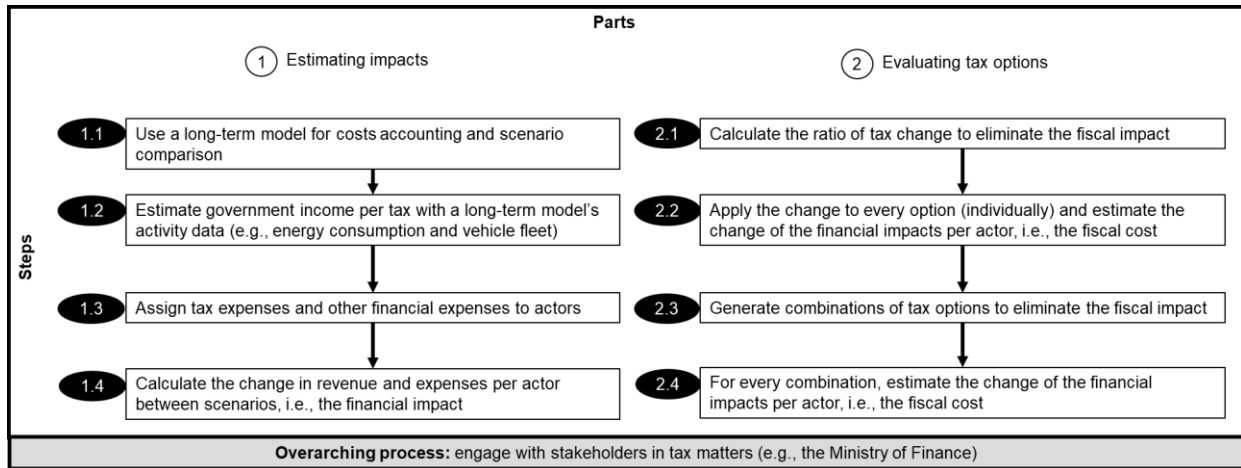 Parts
1 Estimating impacts
2 Evaluating tax options
Steps
1.1 Use a long-term model for costs accounting and scenario
comparison
1.2 Estimate government income per tax with a long-term model's
activity data (e.g., energy consumption and vehicle fleet)
1.3 Assign tax expenses and other financial expenses to actors
1.4 Calculate the change in revenue and expenses per actor
between scenarios, i.e., the financial impact
2.1 Calculate the ratio of tax change to eliminate the fiscal impact
2.2 Apply the change to every option (individually) and estimate the
change of the financial impacts per actor, i.e., the fiscal cost
2.3 Generate combinations of tax options to eliminate the fiscal impact
2.4 For every combination, estimate the change of the financial
impacts per actor, i.e., the fiscal cost
Overarching process: engage with stakeholders in tax matters (e.g., the Ministry of Finance)